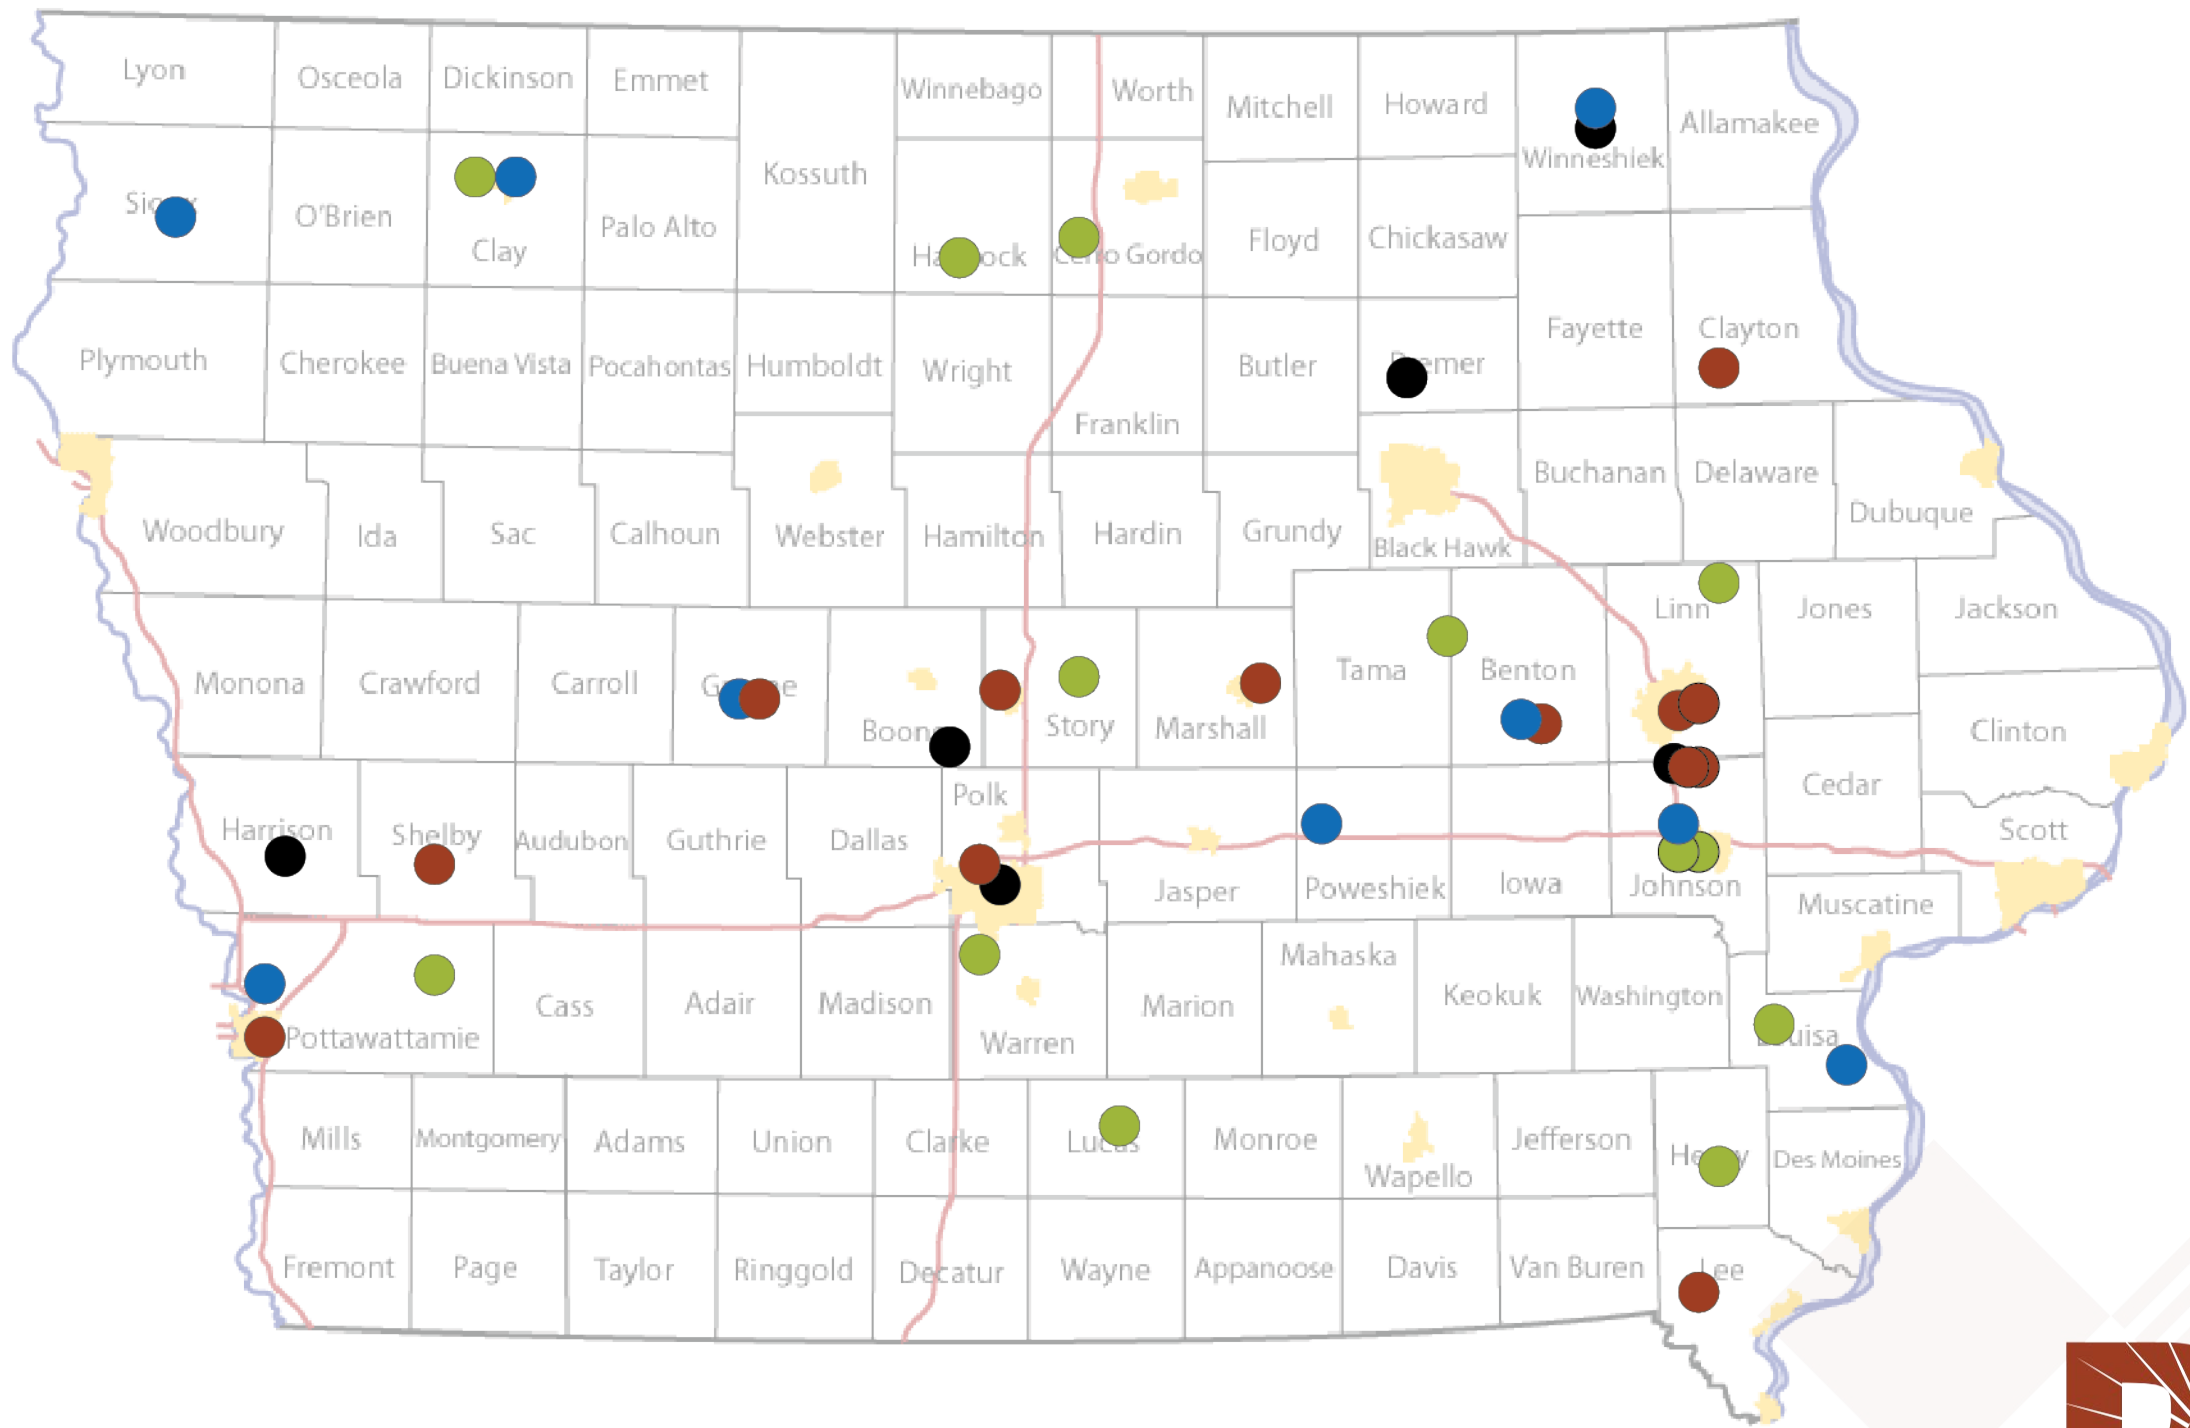 Lyon
Osceola
Dickinson
Emmet
Winnebago
Worth
Mitchell
Howard
Winneshiek
Allamakee
Kossuth
O'Brien
Clay
Palo Alto
Floyd
Chickasaw
Gordo
Plymouth
Cherokee
Buena Vista
Pocahontas
Humboldt
Wright
Franklin
Butler
Fayette
Clayton
Woodbury
Ida
Sac
Calhoun
Webster
Hamilton
Hardin
Grundy
Black Hawk
Buchanan
Delaware
Dubuque
Monona
Crawford
Carroll
Story
Marshall
Tama
Benton
Linn
Jones
Jackson
Clinton
Harrison
Shelby
Audubon
Guthrie
Dallas
Polk
Jasper
Poweshiek
Iowa
Johnson
Cedar
Scott
Muscatine
Pottawattamie
Cass
Adair
Madison
Warren
Marion
Mahaska
Keokuk
Washington
Mills
Montgomery
Adams
Union
Clarke
Monroe
Wapello
Jefferson
Des Moines
Fremont
Page
Taylor
Ringgold
Decatur
Wayne
Appanoose
Davis
Van Buren
Lee